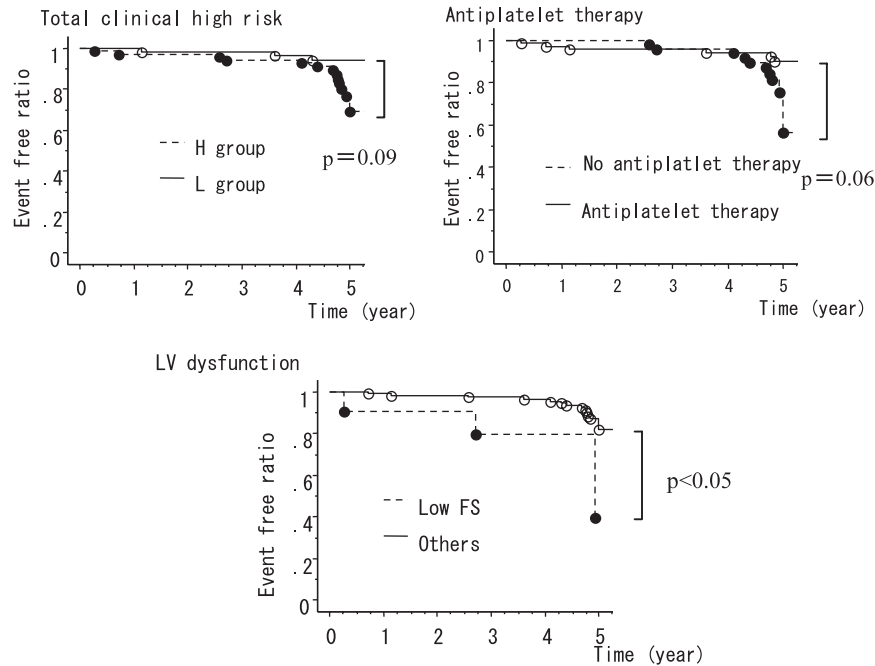 Total clinical high risk
Event free ratio
1
.8
.6
.4
.2
0
H group
L group
p=0.09
0 1 2 3 4 5
Time (year)
Antiplatelet therapy
Event free ratio
1
.8
.6
.4
.2
0
No antiplatlet therapy
Antiplatelet therapy
p=0.06
0 1 2 3 4 5
Time (year)
LV dysfunction
Event free ratio
1
.8
.6
.4
.2
0
Low FS
Others
p<0.05
0 1 2 3 4 5
Time (year)